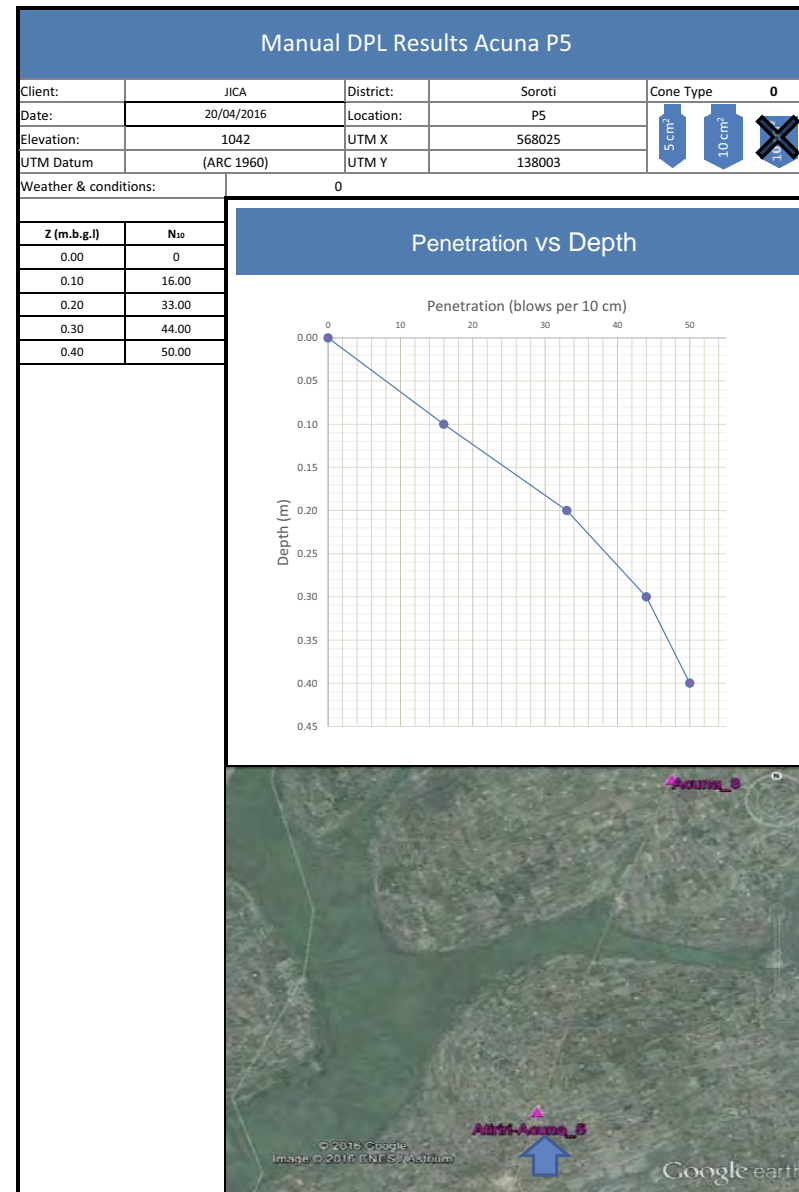 Manual DPL Results Acuna P5
Client: JICA District: Soroti Cone Type 0
Date: 20/04/2016 Location: P5
Elevation: 1042 UTM X 568025
UTM Datum (ARC 1960) UTM Y 138003
5 cm²
10 cm²
Weather & conditions: 0
Z (m.b.g.l) N₁₀
0.00 0
0.10 16.00
0.20 33.00
0.30 44.00
0.40 50.00
Penetration vs Depth
Penetration (blows per 10 cm)
0 10 20 30 40 50
0.00
0.05
0.10
0.15
0.20
0.25
0.30
0.35
0.40
0.45
Depth (m)
Acuna_8
N
Atiriri-Acuna_5
© 2016 Google
Image © 2016 CNES / Astrium
Google earth